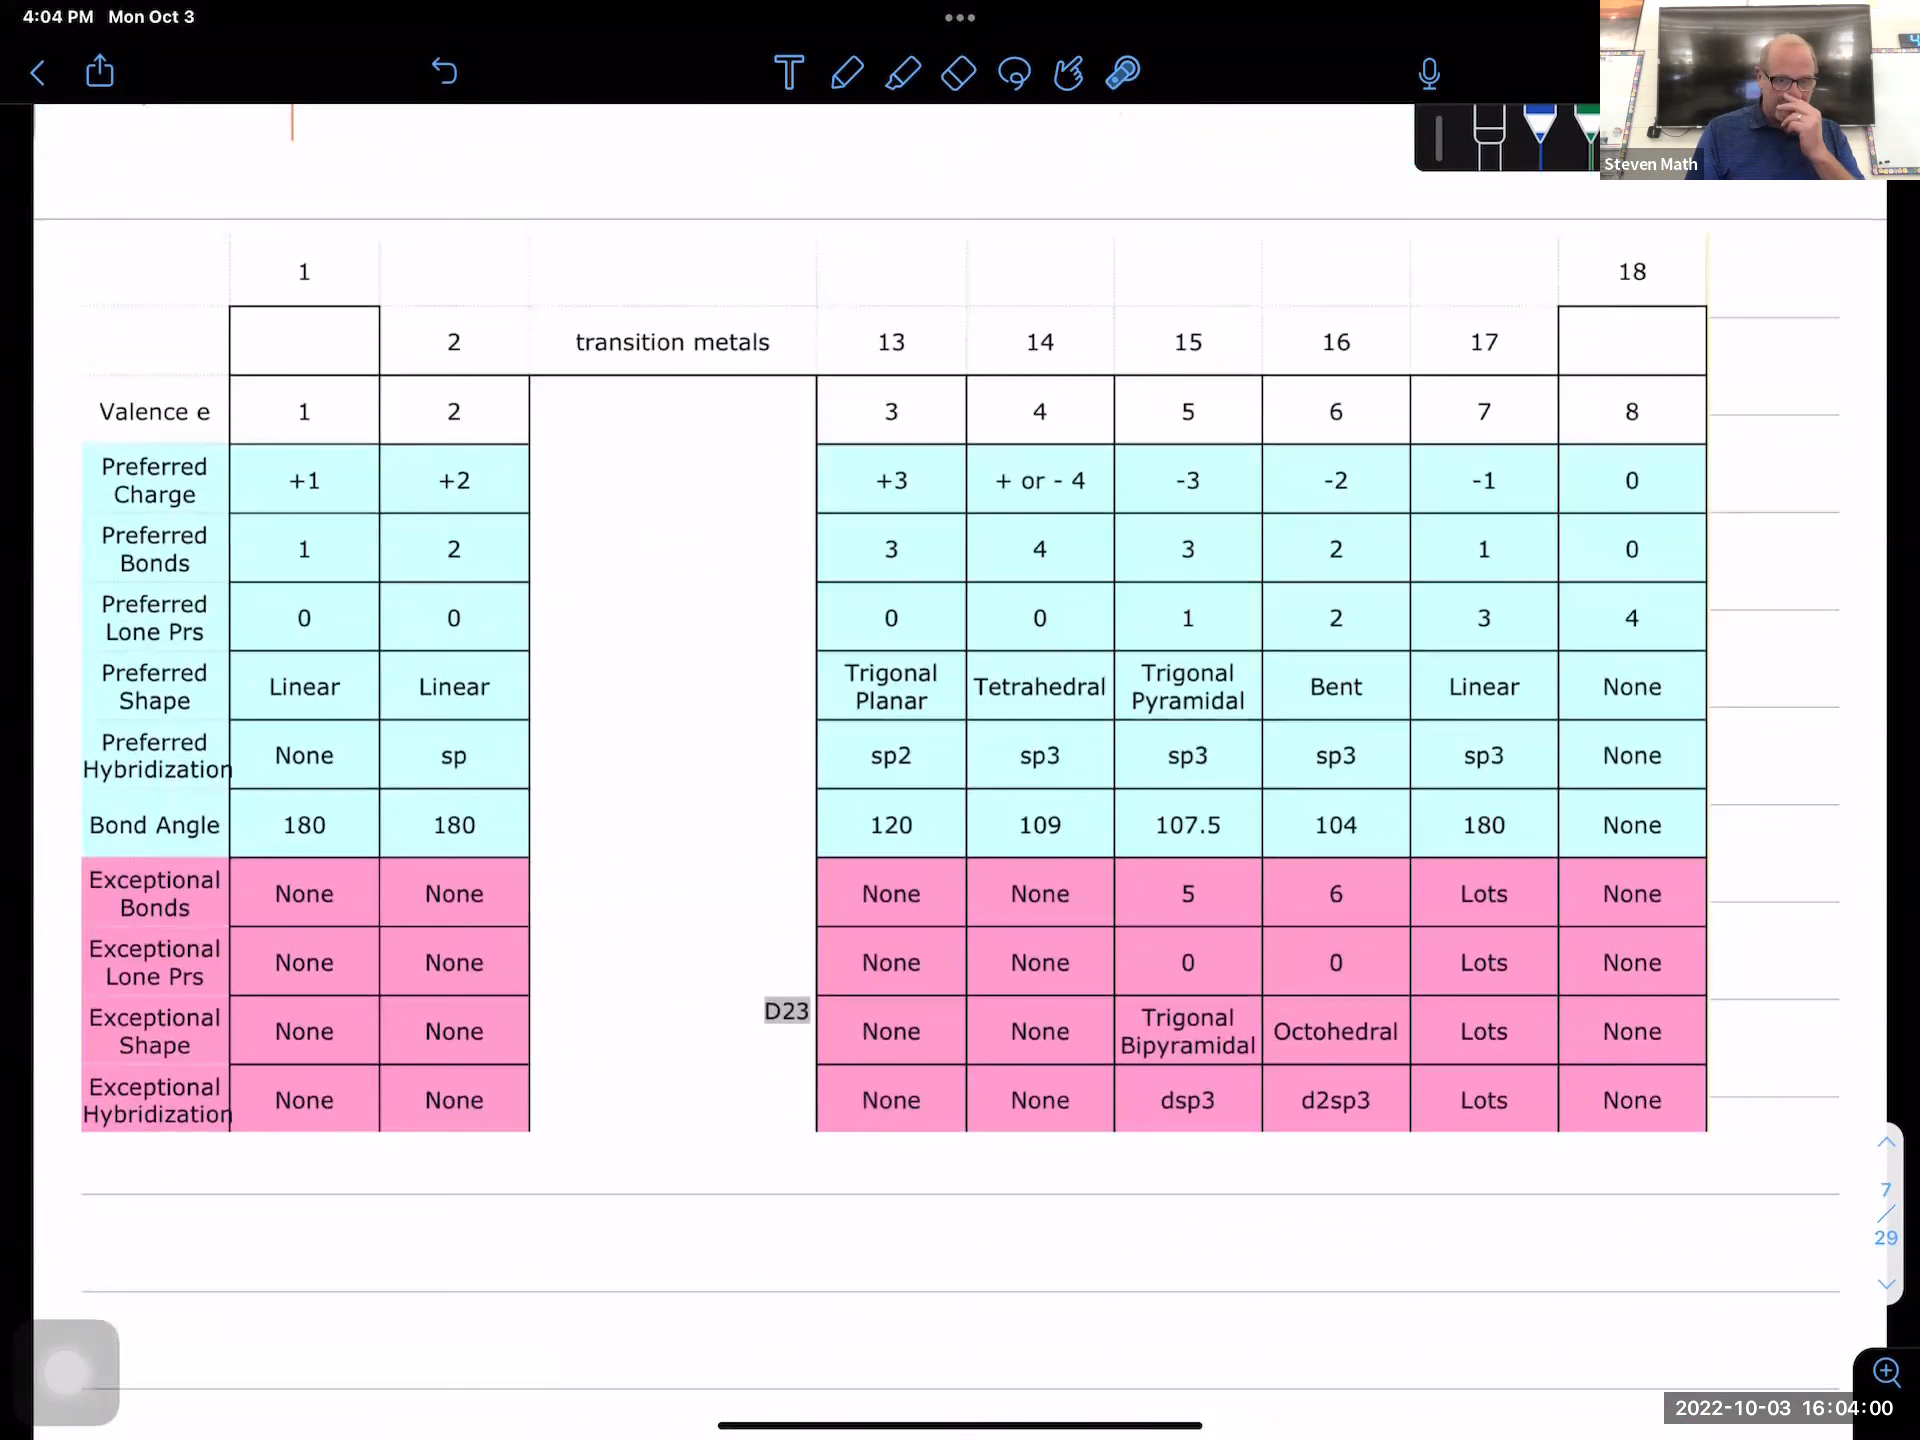 4:04 PM Mon Oct 3
Steven Math
1 18
2 transition metals 13 14 15 16 17
Valence e 1 2 3 4 5 6 7 8
Preferred
Charge +1 +2 +3 + or - 4 -3 -2 -1 0
Preferred
Bonds 1 2 3 4 3 2 1 0
Preferred
Lone Prs 0 0 0 0 1 2 3 4
Preferred
Shape Linear Linear Trigonal
Planar Tetrahedral Trigonal
Pyramidal Bent Linear None
Preferred
Hybridization None sp sp2 sp3 sp3 sp3 sp3 None
Bond Angle 180 180 120 109 107.5 104 180 None
Exceptional
Bonds None None None None 5 6 Lots None
Exceptional
Lone Prs None None None None 0 0 Lots None
D23
Exceptional
Shape None None None None Trigonal
Bipyramidal Octohedral Lots None
Exceptional
Hybridization None None None None dsp3 d2sp3 Lots None
7
/
29
2022-10-03 16:04:00